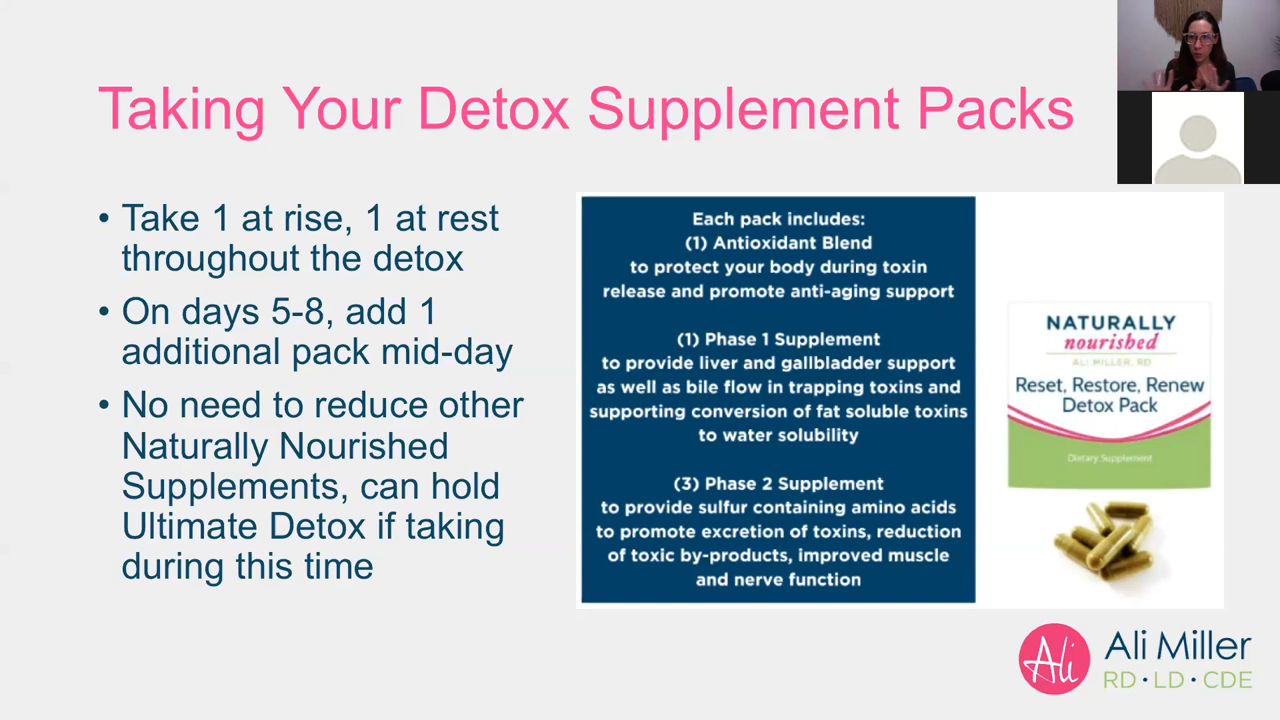 Taking Your Detox Supplement Packs
• Take 1 at rise, 1 at rest
throughout the detox
• On days 5-8, add 1
additional pack mid-day
• No need to reduce other
Naturally Nourished
Supplements, can hold
Ultimate Detox if taking
during this time
Each pack includes:
(1) Antioxidant Blend
to protect your body during toxin
release and promote anti-aging support
(1) Phase 1 Supplement
to provide liver and gallbladder support
as well as bile flow in trapping toxins and
supporting conversion of fat soluble toxins
to water solubility
(3) Phase 2 Supplement
to provide sulfur containing amino acids
to promote excretion of toxins, reduction
of toxic by-products, improved muscle
and nerve function
NATURALLY
nourished
ALI MILLER, RD
Reset, Restore, Renew
Detox Pack
Dietary Supplement
Ali
Ali Miller
RD • LD • CDE